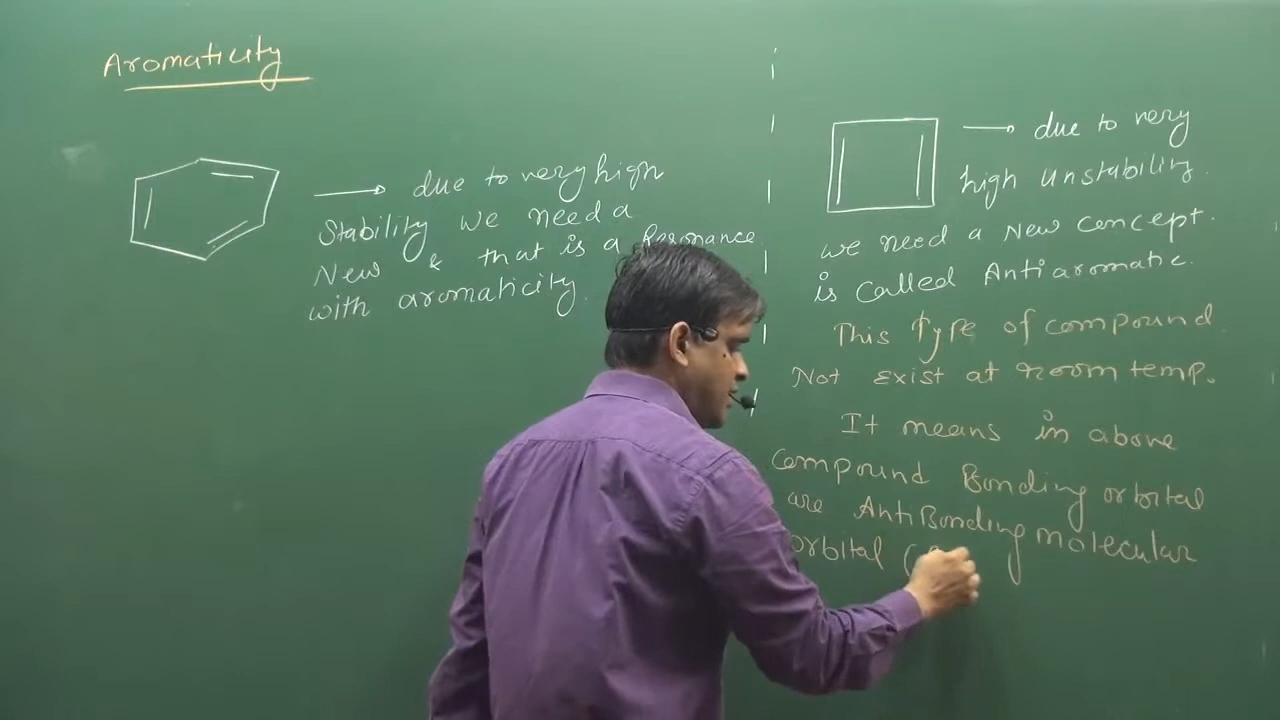 Aromaticity
due to very high
Stability we need a
New & that is a Resonance
with aromaticity.
due to very
high unstability.
we need a New concept.
is called Antiaromatic.
This type of compound
Not exist at room temp.
It means in above
compound Bonding orbital
are AntiBonding molecular
orbital (